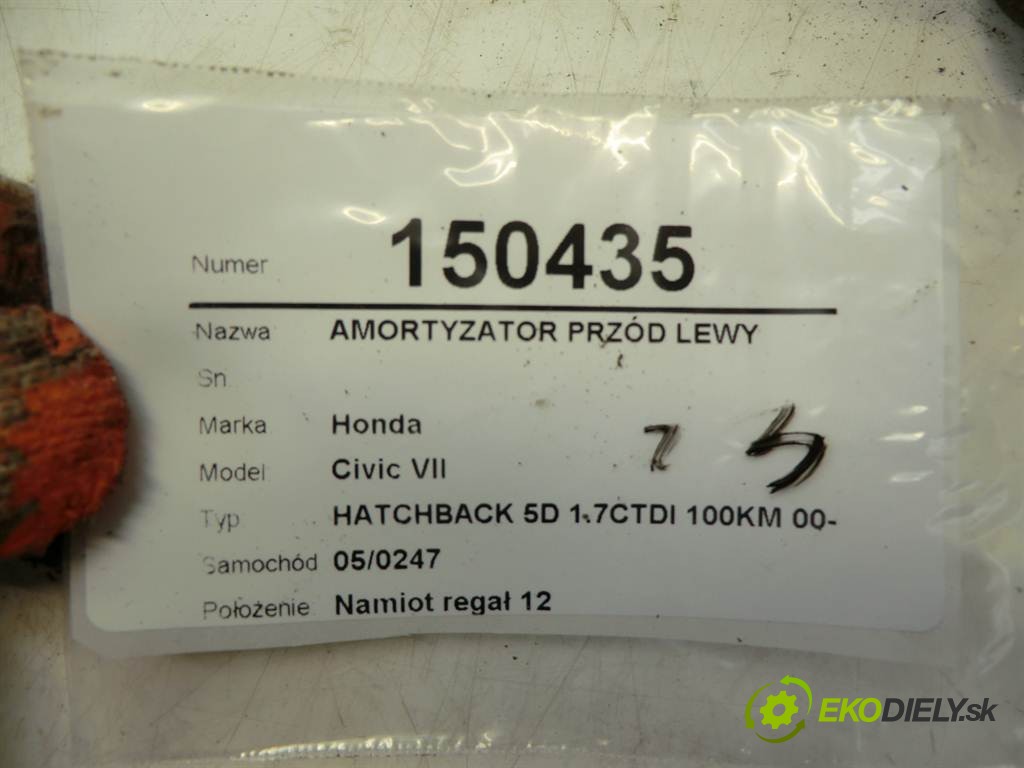 Numer 150435
Nazwa AMORTYZATOR PRZÓD LEWY
Sn
Marka Honda
Model Civic VII
Typ HATCHBACK 5D 1.7CTDI 100KM 00-
Samochód 05/0247
Położenie Namiot regał 12
EKODIELY.sk